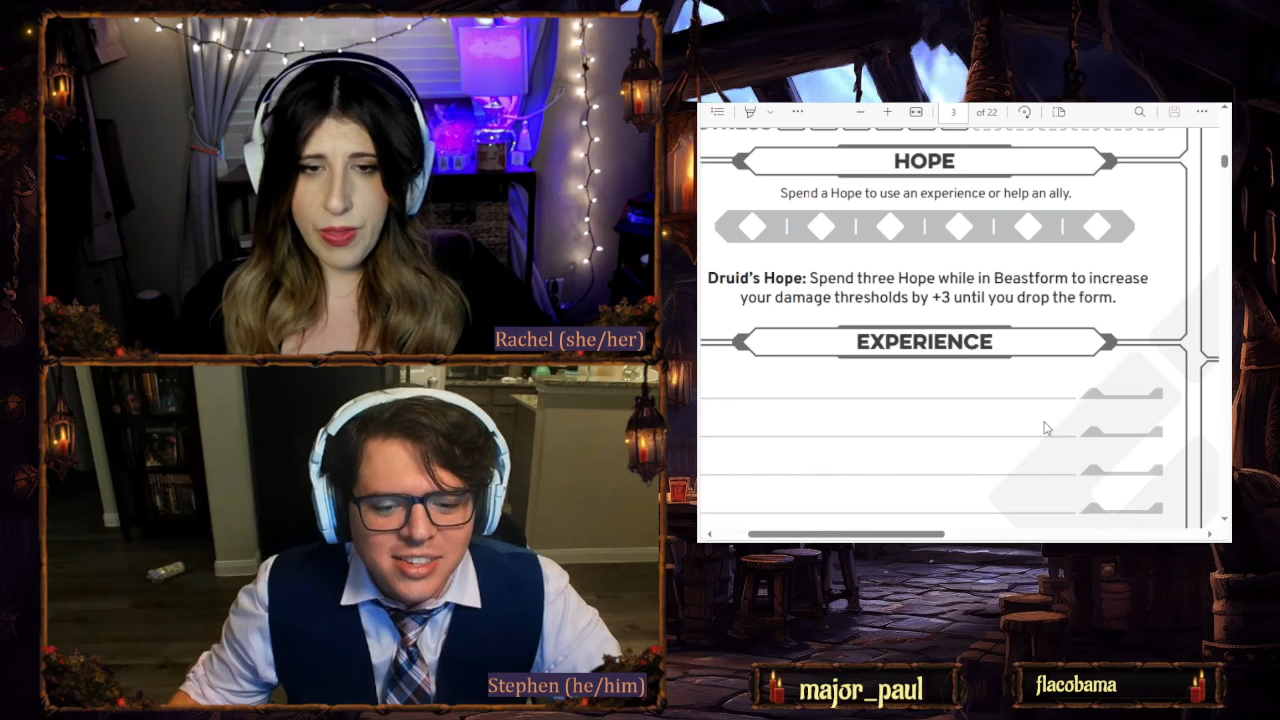 Rachel (she/her)
Stephen (he/him)
3 of 22
HOPE
Spend a Hope to use an experience or help an ally.
Druid's Hope: Spend three Hope while in Beastform to increase
your damage thresholds by +3 until you drop the form.
EXPERIENCE
major_paul
flacobama